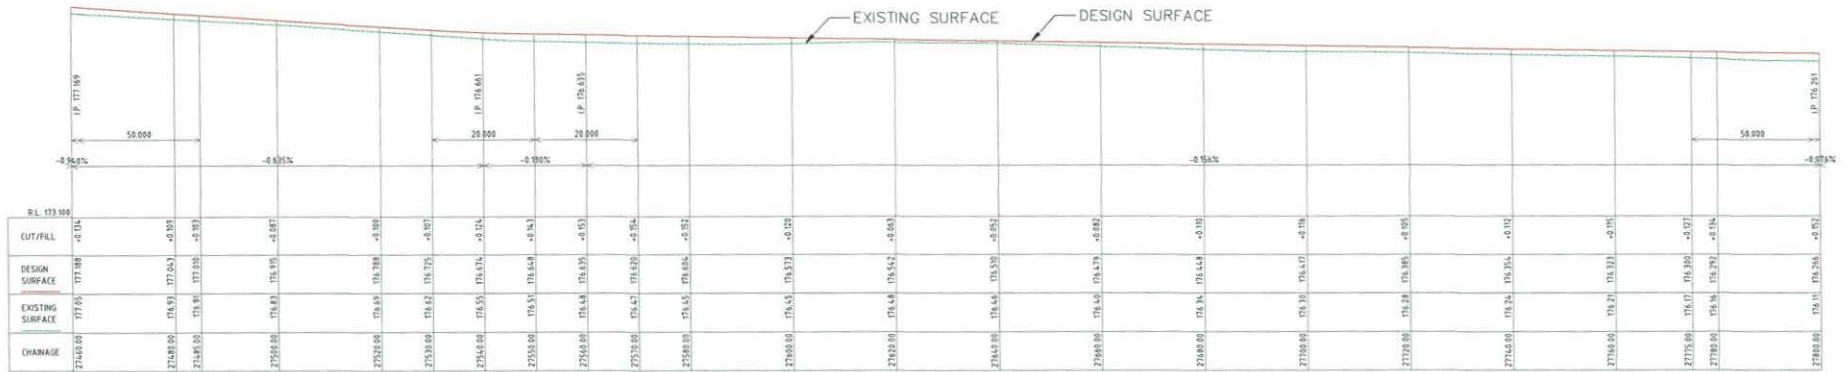 EXISTING SURFACE
DESIGN SURFACE
I.P. 177.169
I.P. 176.661
I.P. 176.635
I.P. 176.261
50.000
20.000
20.000
50.000
-0.635%
-0.130%
-0.156%
R.L. 173.100
CUT/FILL +0.134 +0.109 +0.103 +0.087 +0.100 +0.107 +0.124 +0.143 +0.153 +0.154 +0.152 +0.120 +0.063 +0.052 +0.082 +0.110 +0.116 +0.105 +0.112 +0.115 +0.127 +0.134 +0.152
DESIGN SURFACE 177.188 177.043 177.010 176.915 176.788 176.725 176.674 176.648 176.635 176.620 176.604 176.573 176.542 176.510 176.479 176.448 176.417 176.385 176.354 176.323 176.300 176.292 176.266
EXISTING SURFACE 177.05 176.93 176.91 176.83 176.69 176.62 176.55 176.51 176.48 176.47 176.45 176.45 176.48 176.46 176.40 176.34 176.30 176.28 176.24 176.21 176.17 176.16 176.11
CHAINAGE 27460.00 27480.00 27485.00 27500.00 27520.00 27530.00 27540.00 27550.00 27560.00 27570.00 27580.00 27600.00 27620.00 27640.00 27660.00 27680.00 27700.00 27720.00 27740.00 27760.00 27775.00 27780.00 27800.00